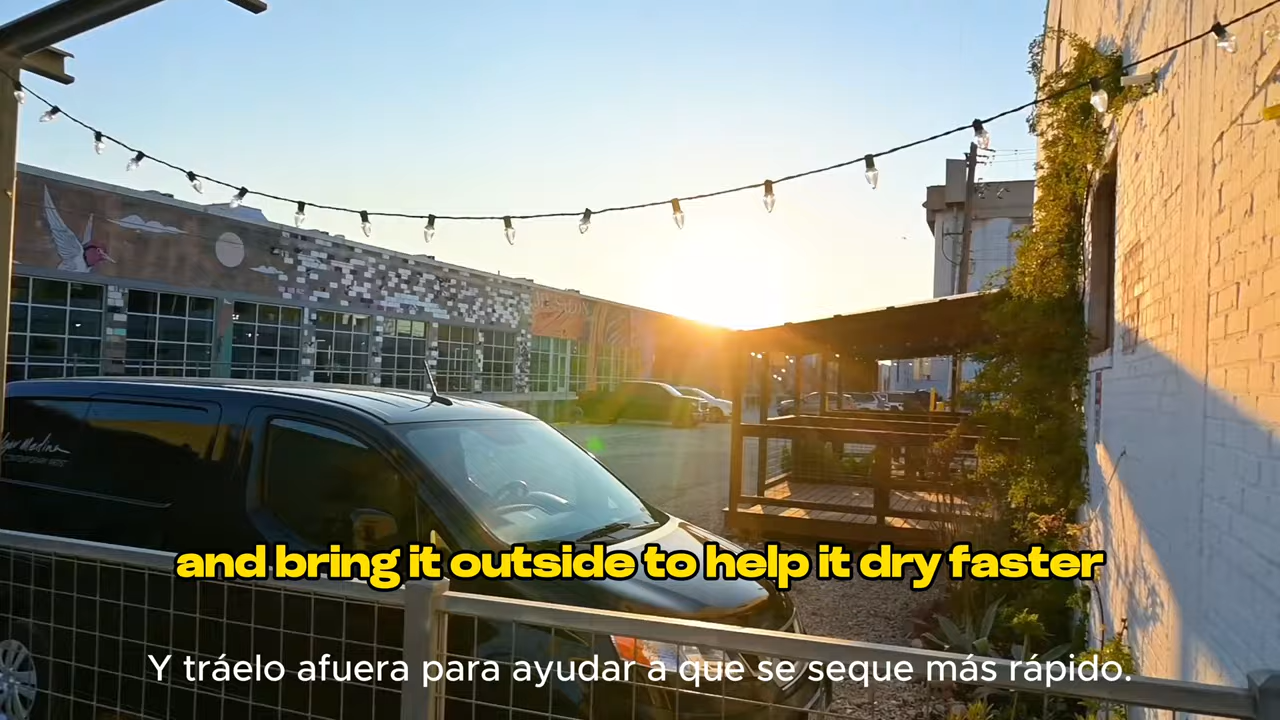 and bring it outside to help it dry faster
Y tráelo afuera para ayudar a que se seque más rápido.